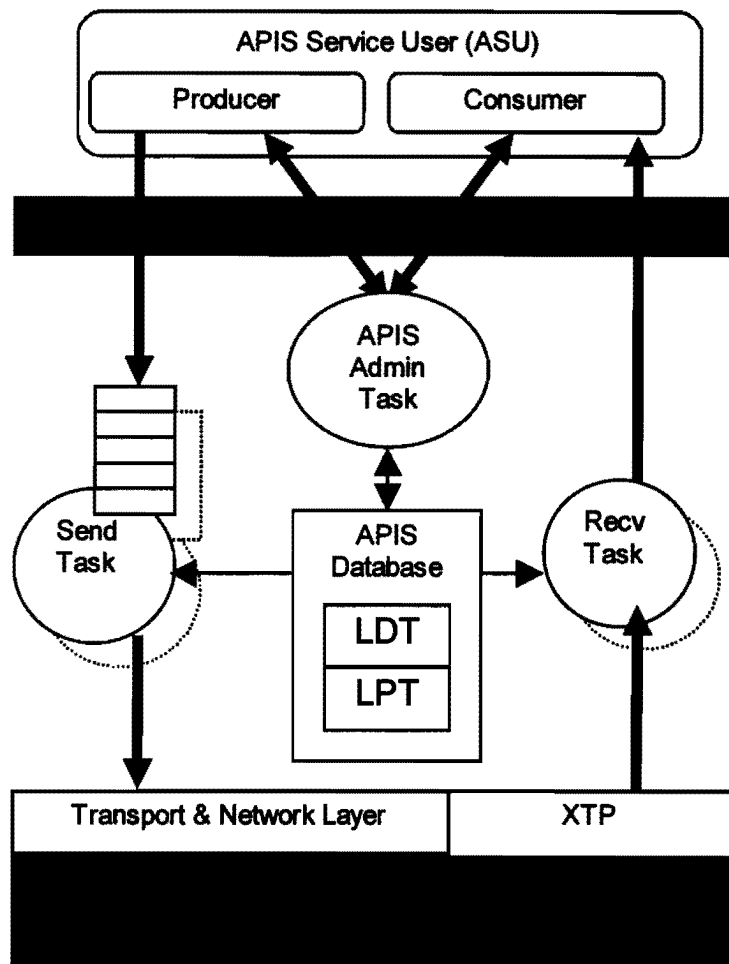 APIS Service User (ASU)
Producer
Consumer
APIS
Admin
Task
Send
Task
APIS
Database
LDT
LPT
Recv
Task
Transport & Network Layer
XTP